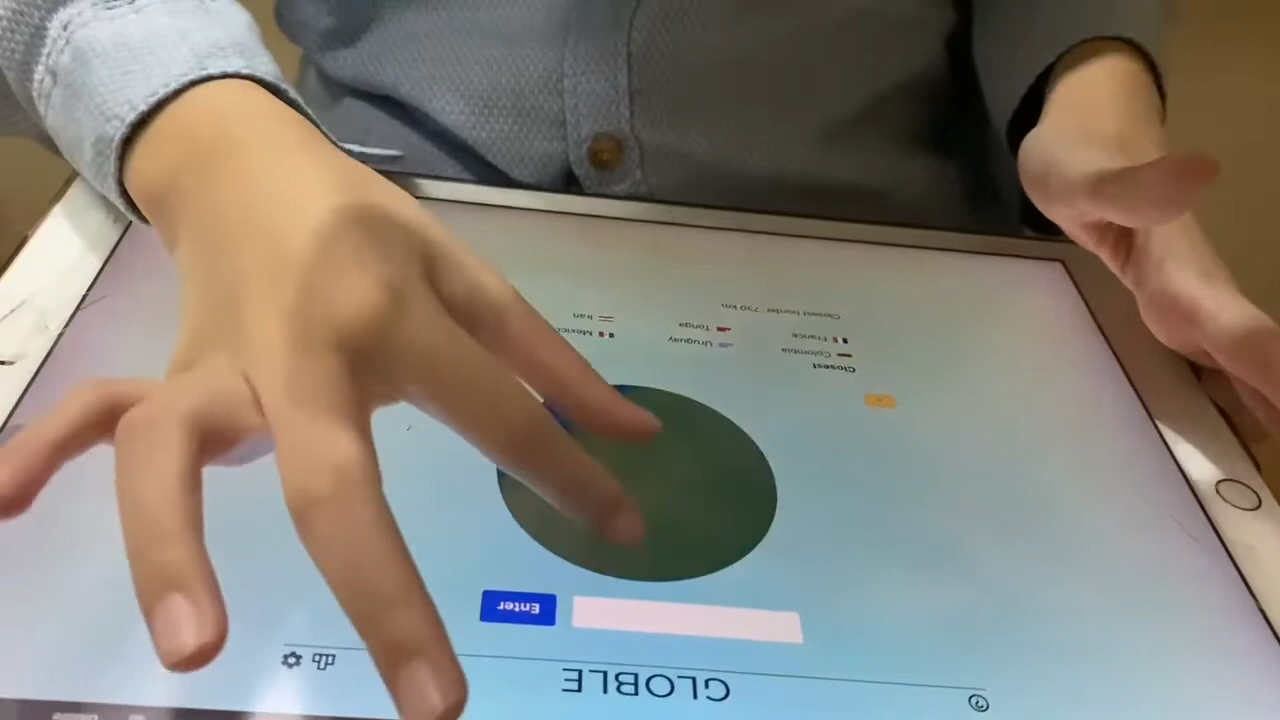 GLOBLE
Enter
Closest
Colombia Uruguay Mexico
France Tonga Iran
Closest border: 730 km